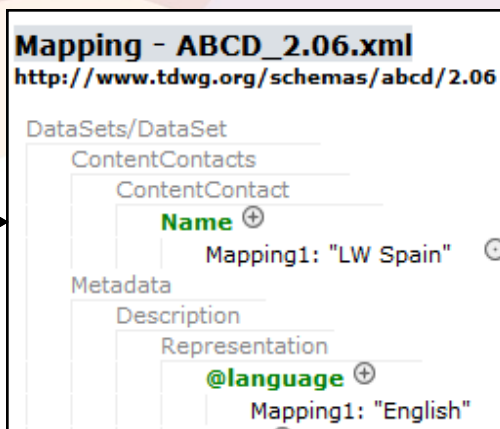 Mapping - ABCD_2.06.xml
http://www.tdwg.org/schemas/abcd/2.06
DataSets/DataSet
ContentContacts
ContentContact
Name
Mapping1: "LW Spain"
Metadata
Description
Representation
@language
Mapping1: "English"